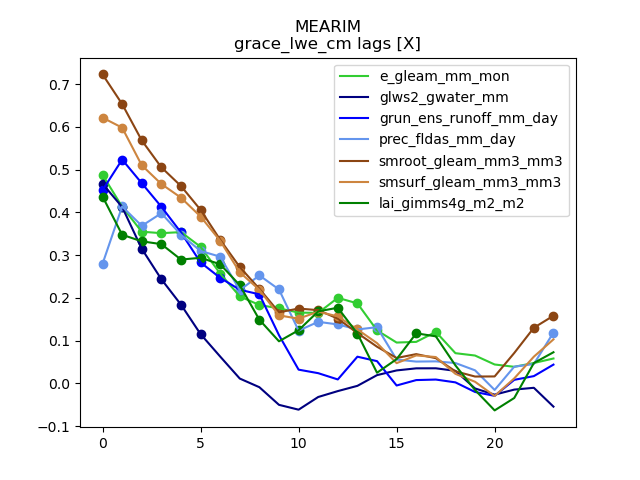 MEARIM
grace_lwe_cm lags [X]
0.7
0.6
0.5
0.4
0.3
0.2
0.1
0.0
−0.1
0
5
10
15
20
e_gleam_mm_mon
glws2_gwater_mm
grun_ens_runoff_mm_day
prec_fldas_mm_day
smroot_gleam_mm3_mm3
smsurf_gleam_mm3_mm3
lai_gimms4g_m2_m2